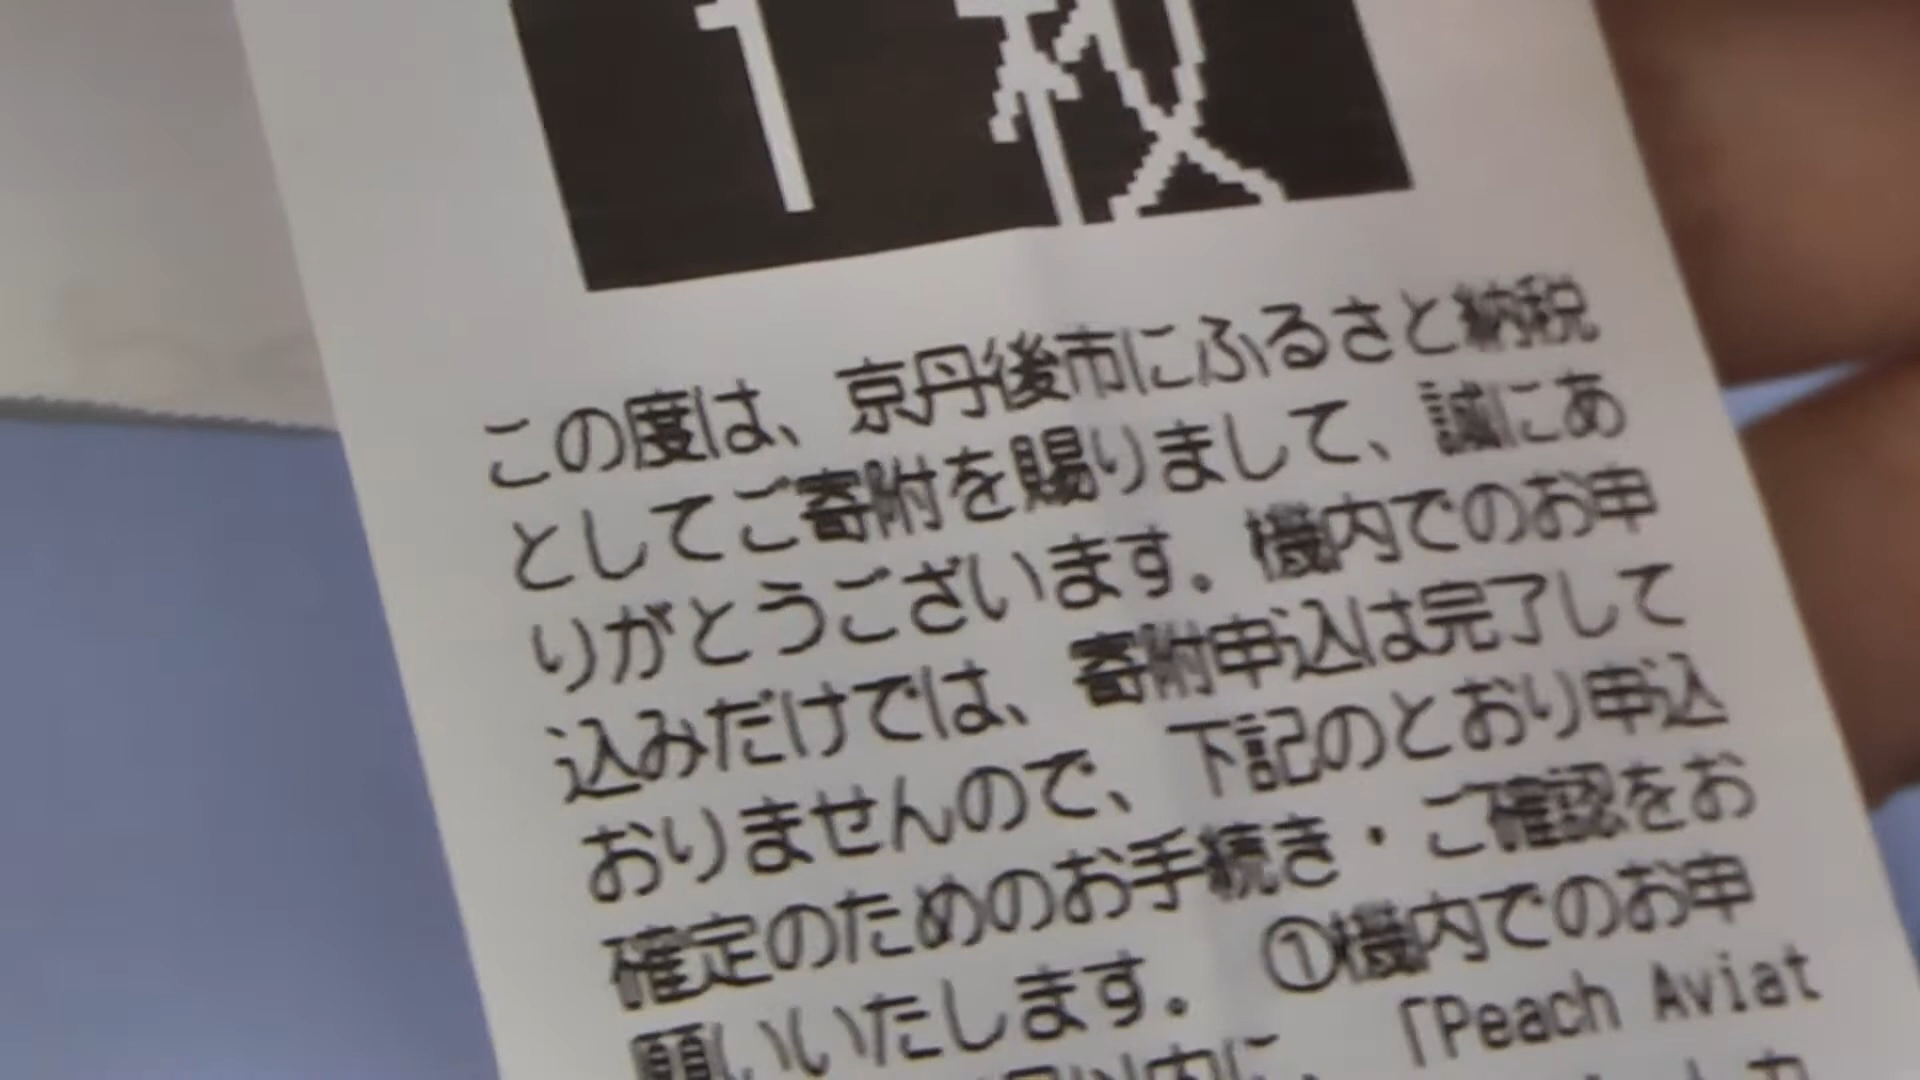 1 枚
この度は、京丹後市にふるさと納税
としてご寄附を賜りまして、誠にあ
りがとうございます。機内でのお申
込みだけでは、寄附申込は完了して
おりませんので、下記のとおり申込
確定のためのお手続き・ご確認をお
願いいたします。 ①機内でのお申
以内に、「Peach Aviat